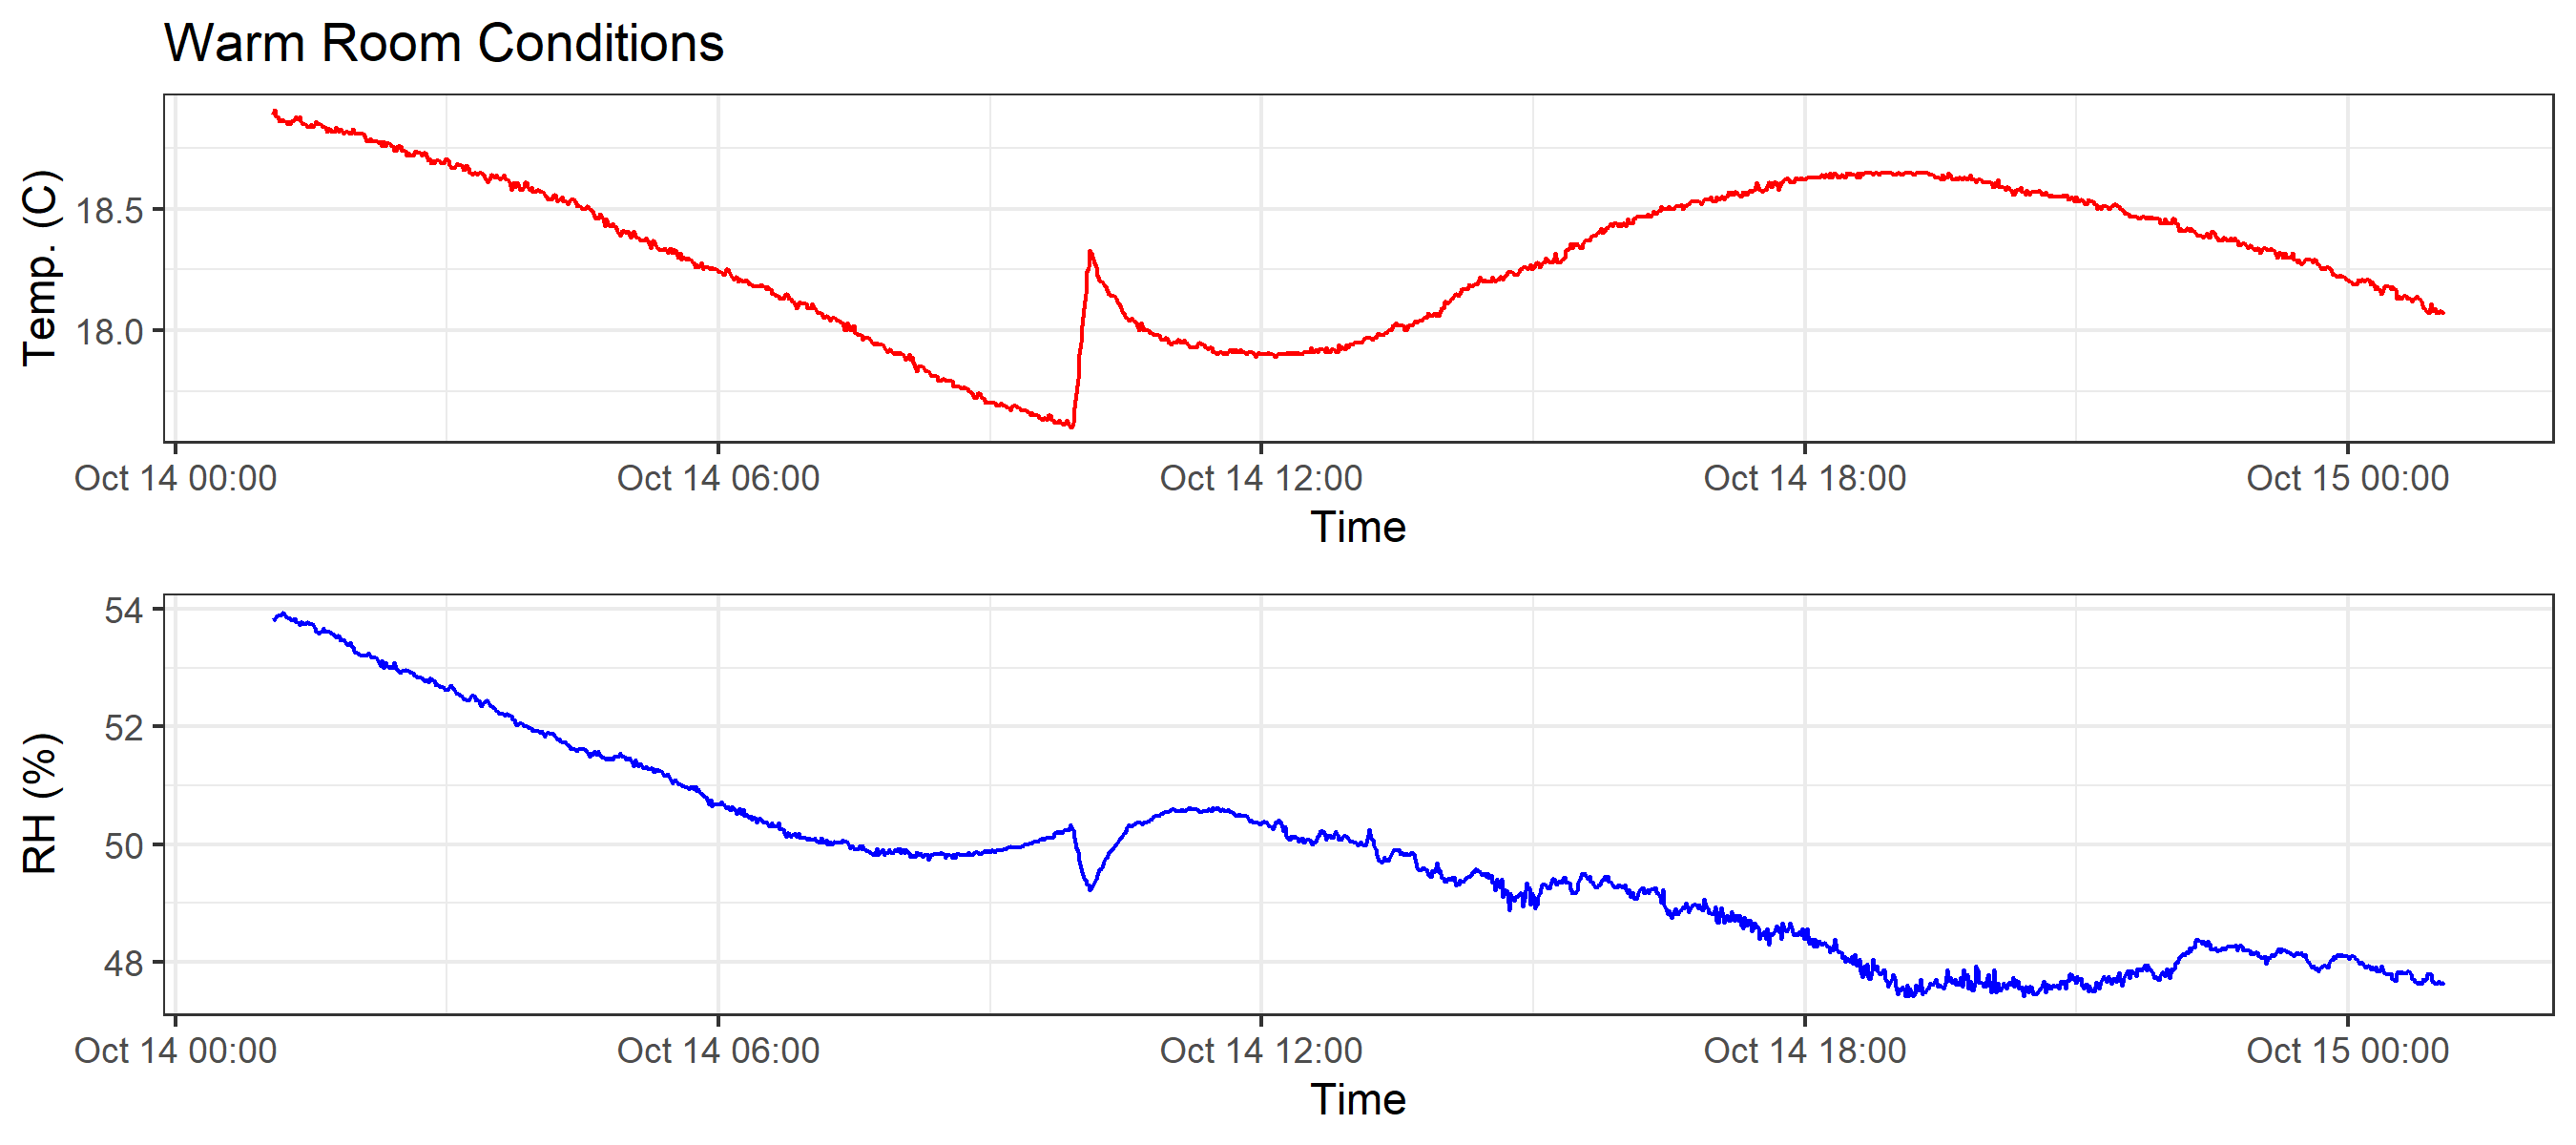 Warm Room Conditions
Temp. (C)
18.5
18.0
Oct 14 00:00 Oct 14 06:00 Oct 14 12:00 Oct 14 18:00 Oct 15 00:00
Time
RH (%)
54
52
50
48
Oct 14 00:00 Oct 14 06:00 Oct 14 12:00 Oct 14 18:00 Oct 15 00:00
Time